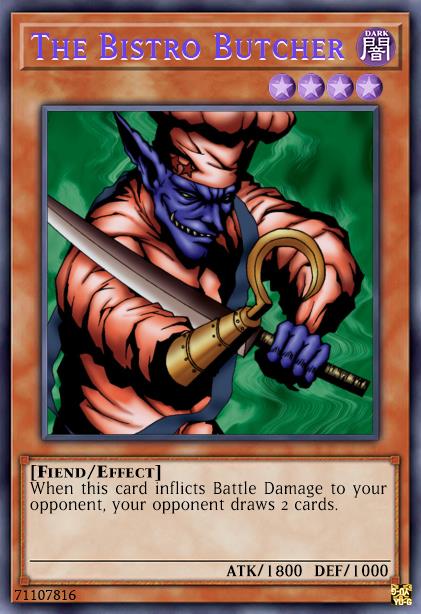 The Bistro Butcher
DARK
闇
[Fiend/Effect]
When this card inflicts Battle Damage to your
opponent, your opponent draws 2 cards.
ATK/1800 DEF/1000
71107816